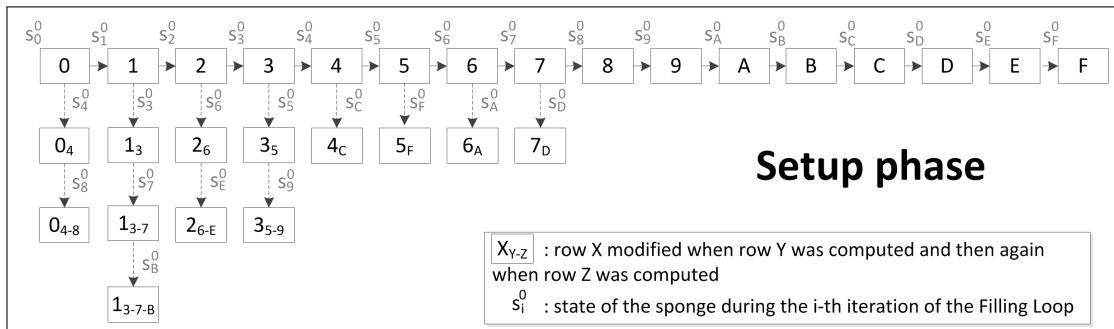 s₀⁰ s₁⁰ s₂⁰ s₃⁰ s₄⁰ s₅⁰ s₆⁰ s₇⁰ s₈⁰ s₉⁰ s_A⁰ s_B⁰ s_C⁰ s_D⁰ s_E⁰ s_F⁰
0 1 2 3 4 5 6 7 8 9 A B C D E F
s₄⁰ s₃⁰ s₆⁰ s₅⁰ s_C⁰ s_F⁰ s_A⁰ s_D⁰
0₄ 1₃ 2₆ 3₅ 4_C 5_F 6_A 7_D
Setup phase
s₈⁰ s₇⁰ s_E⁰ s₉⁰
0₄₋₈ 1₃₋₇ 2_6-E 3₅₋₉
s_B⁰
1_3-7-B
X_Y-Z : row X modified when row Y was computed and then again
when row Z was computed
s_i⁰ : state of the sponge during the i-th iteration of the Filling Loop